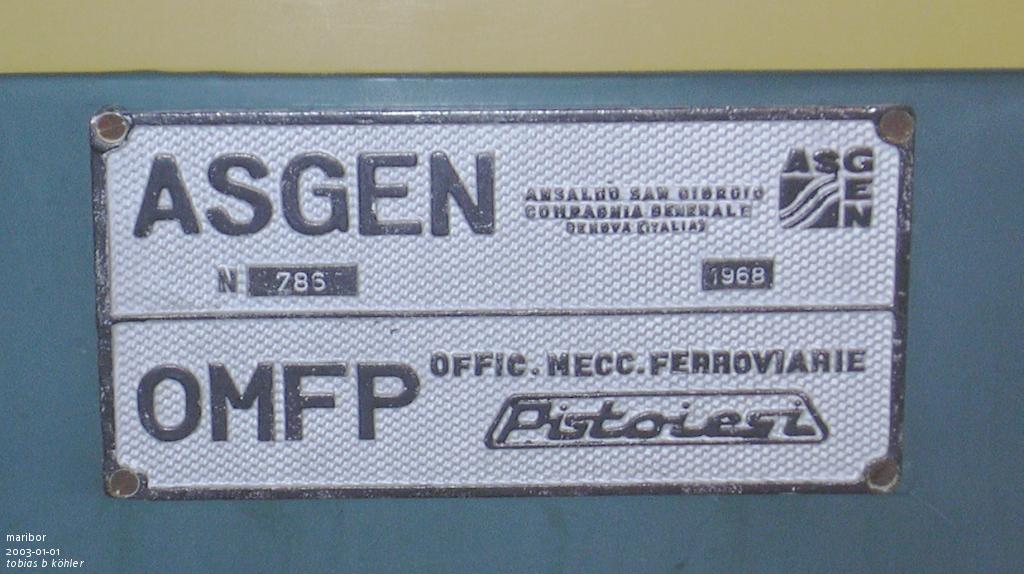 ASGEN
ANSALDO SAN GIORGIO
COMPAGNIA GENERALE
GENOVA (ITALIA)
ASGEN
N 786
1968
OMFP
OFFIC. MECC. FERROVIARIE
Pistoiesi
maribor
2003-01-01
tobias b köhler